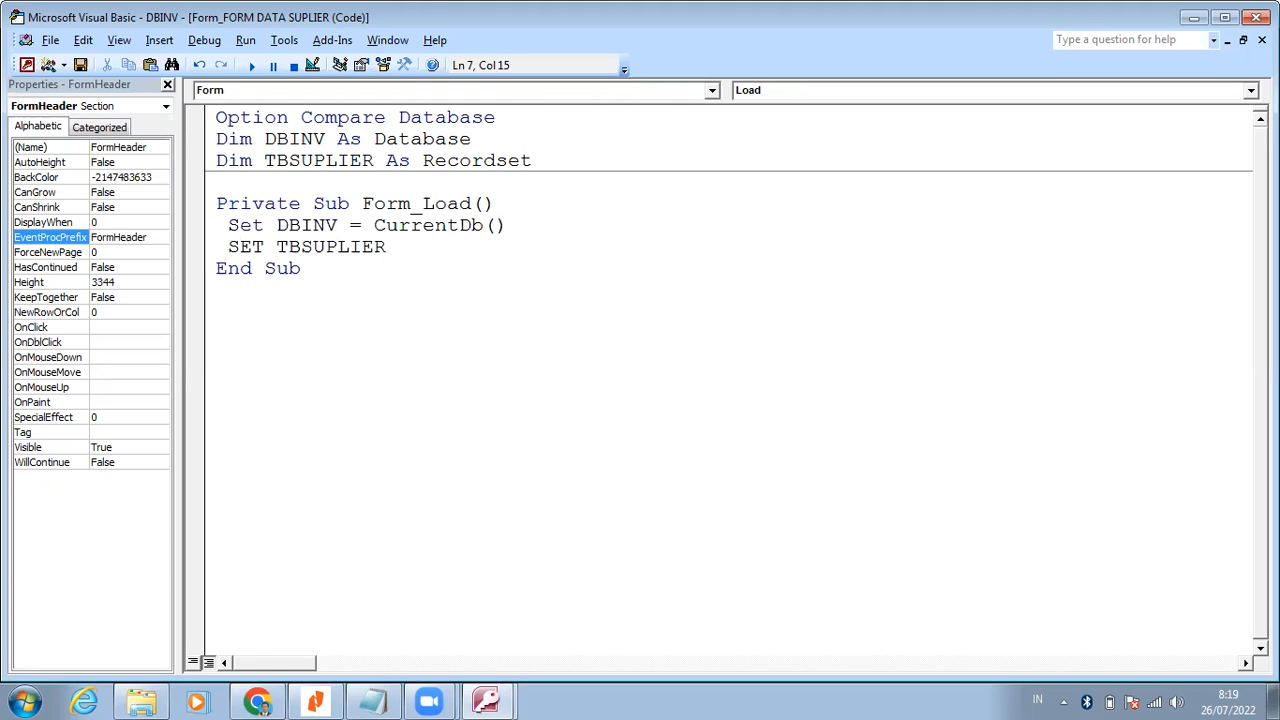 Microsoft Visual Basic - DBINV - [Form_FORM DATA SUPLIER (Code)]
File Edit View Insert Debug Run Tools Add-Ins Window Help
Type a question for help
Ln 7, Col 15
Properties - FormHeader
FormHeader Section
Alphabetic Categorized
(Name) FormHeader
AutoHeight False
BackColor -2147483633
CanGrow False
CanShrink False
DisplayWhen 0
EventProcPrefix FormHeader
ForceNewPage 0
HasContinued False
Height 3344
KeepTogether False
NewRowOrCol 0
OnClick
OnDblClick
OnMouseDown
OnMouseMove
OnMouseUp
OnPaint
SpecialEffect 0
Tag
Visible True
WillContinue False
Form
Load
Option Compare Database
Dim DBINV As Database
Dim TBSUPLIER As Recordset
Private Sub Form_Load()
Set DBINV = CurrentDb()
SET TBSUPLIER
End Sub
IN
8:19
26/07/2022